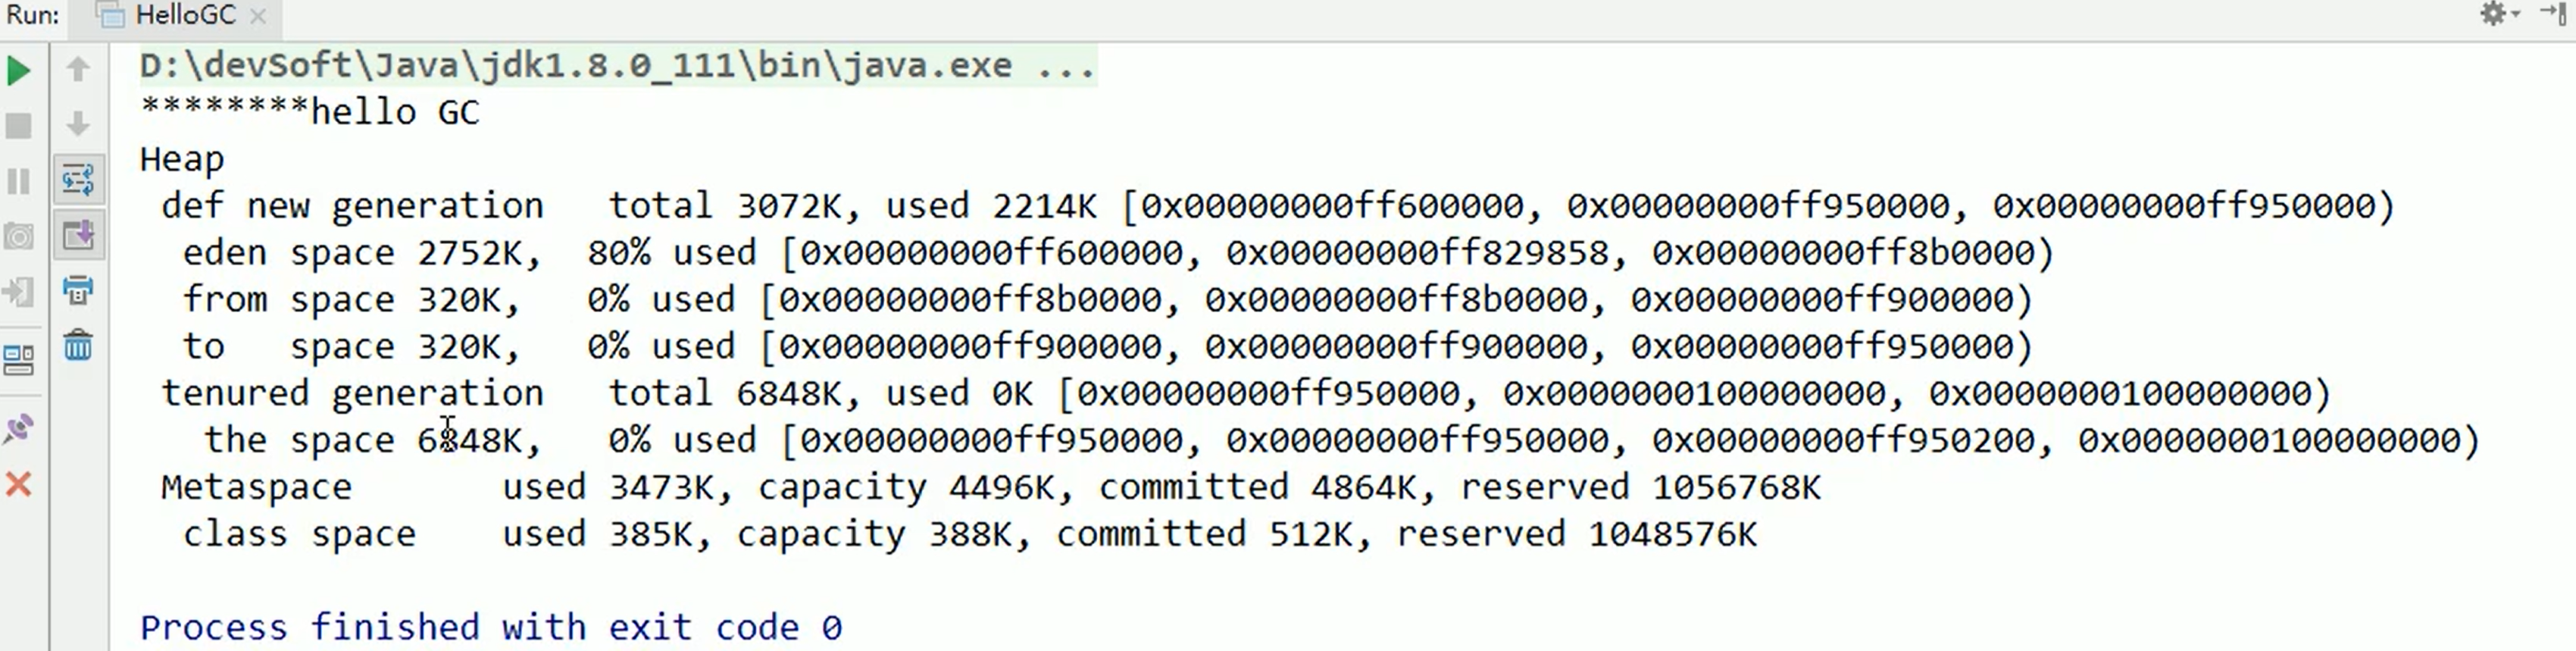 Run: HelloGC
D:\devSoft\Java\jdk1.8.0_111\bin\java.exe ...
********hello GC
Heap
 def new generation   total 3072K, used 2214K [0x00000000ff600000, 0x00000000ff950000, 0x00000000ff950000)
  eden space 2752K,  80% used [0x00000000ff600000, 0x00000000ff829858, 0x00000000ff8b0000)
  from space 320K,   0% used [0x00000000ff8b0000, 0x00000000ff8b0000, 0x00000000ff900000)
  to   space 320K,   0% used [0x00000000ff900000, 0x00000000ff900000, 0x00000000ff950000)
 tenured generation   total 6848K, used 0K [0x00000000ff950000, 0x0000000100000000, 0x0000000100000000)
   the space 6848K,   0% used [0x00000000ff950000, 0x00000000ff950000, 0x00000000ff950200, 0x0000000100000000)
 Metaspace       used 3473K, capacity 4496K, committed 4864K, reserved 1056768K
  class space    used 385K, capacity 388K, committed 512K, reserved 1048576K
Process finished with exit code 0